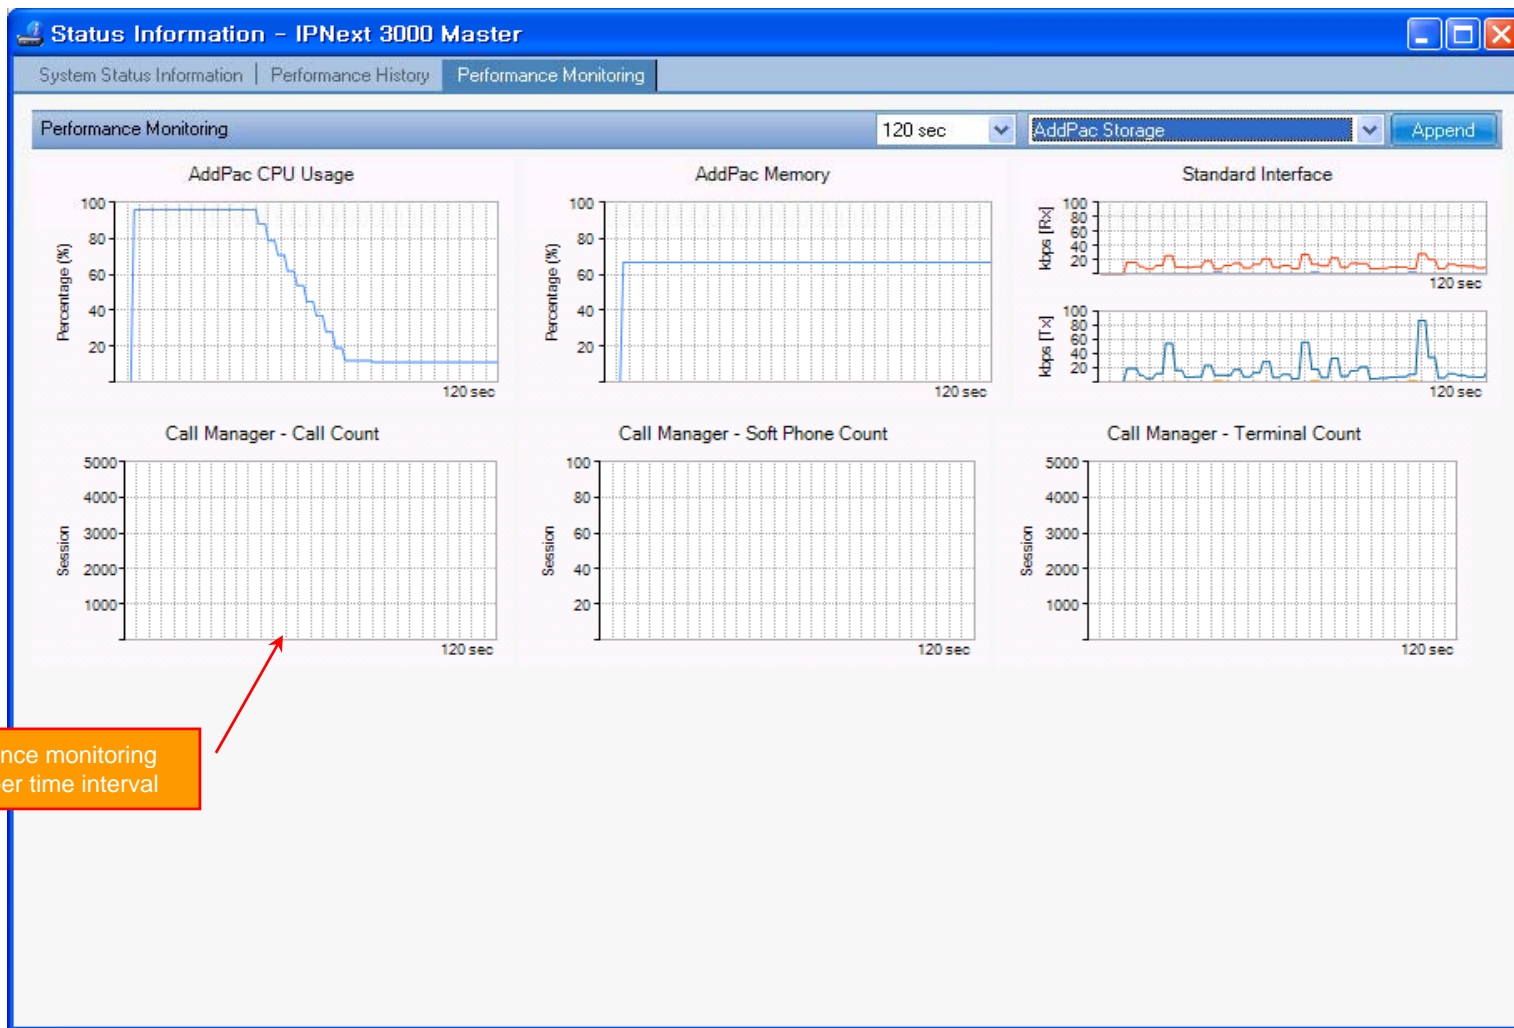 Status Information - IPNext 3000 Master
System Status Information | Performance History Performance Monitoring
Performance Monitoring 120 sec AddPac Storage Append
AddPac CPU Usage
100
80
60
40
20
Percentage (%)
120 sec
AddPac Memory
100
80
60
40
20
Percentage (%)
120 sec
Standard Interface
100
80
60
40
20
kbps [Rx]
120 sec
100
80
60
40
20
kbps [Tx]
120 sec
Call Manager - Call Count
5000
4000
3000
2000
1000
Session
120 sec
Call Manager - Soft Phone Count
100
80
60
40
20
Session
120 sec
Call Manager - Terminal Count
5000
4000
3000
2000
1000
Session
120 sec
nce monitoring
er time interval